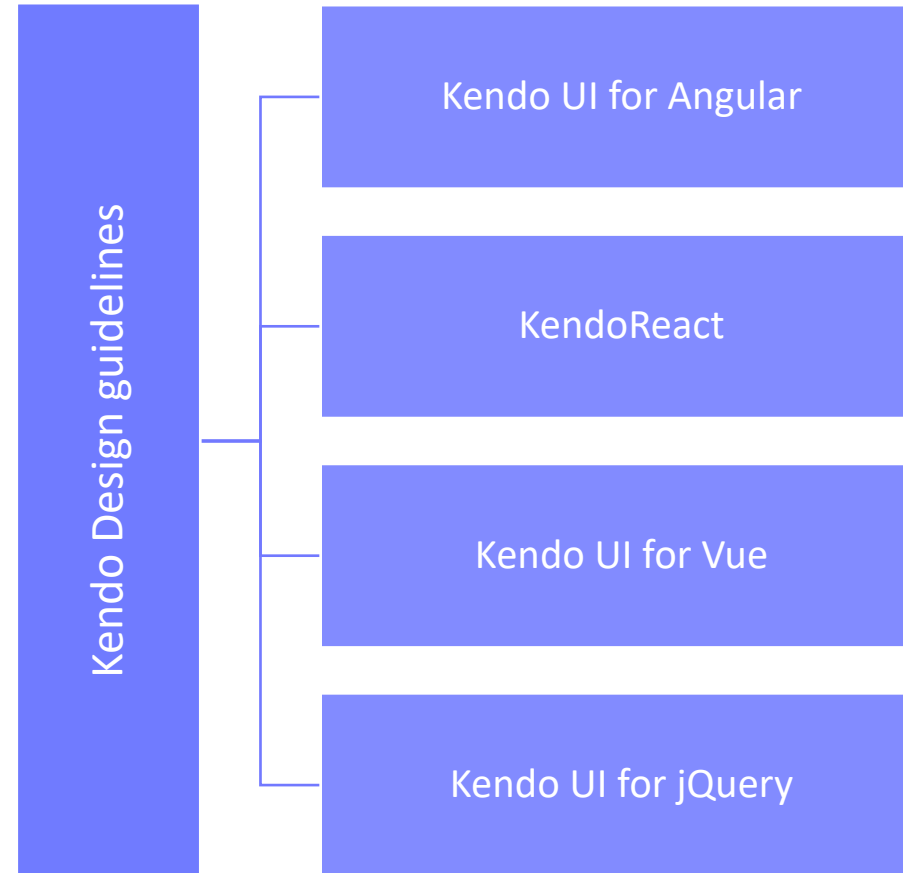 Kendo Design guidelines
Kendo UI for Angular
KendoReact
Kendo UI for Vue
Kendo UI for jQuery